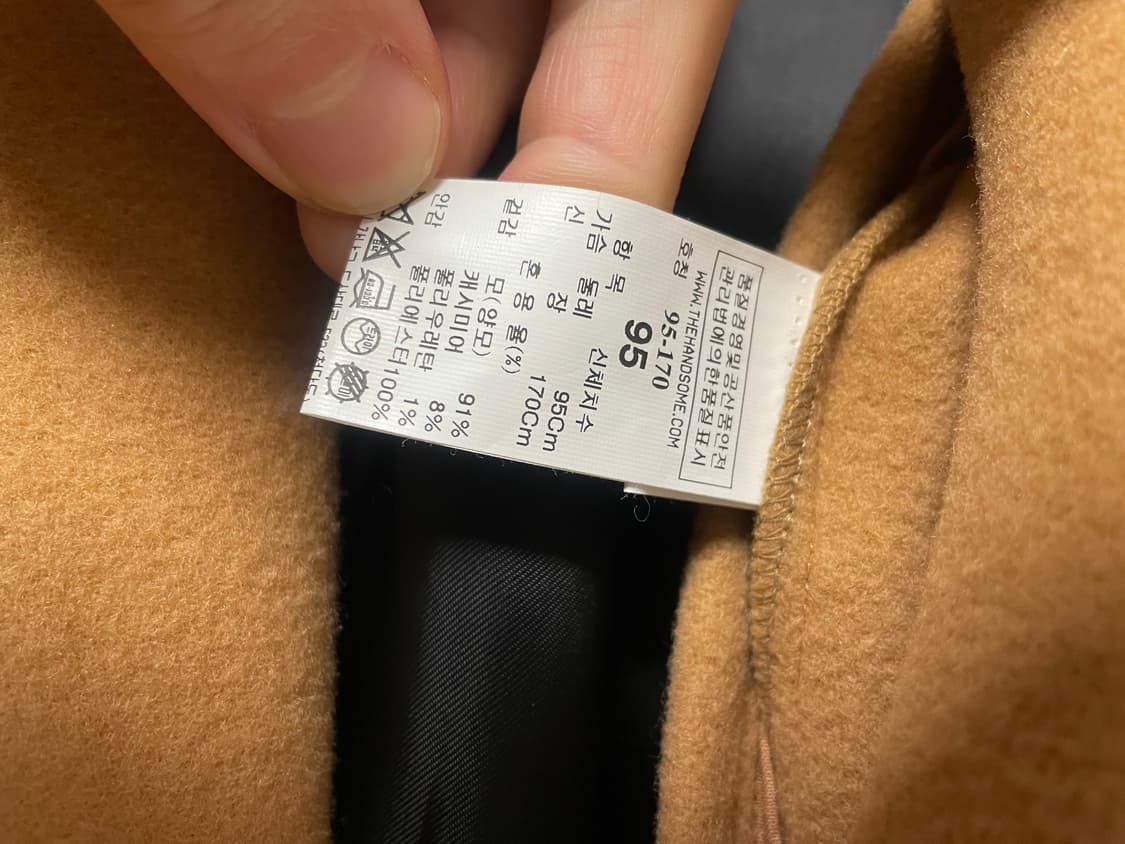 품질경영및공산품안전
관리법에의한품질표시
WWW.THEHANDSOME.COM
호칭 95-170
95
항 목 신체치수
가슴 둘레 95Cm
신 장 170Cm
혼 용 율(%)
겉감 모(양모) 91%
캐시미어 8%
폴리우레탄 1%
안감 폴리에스터100%